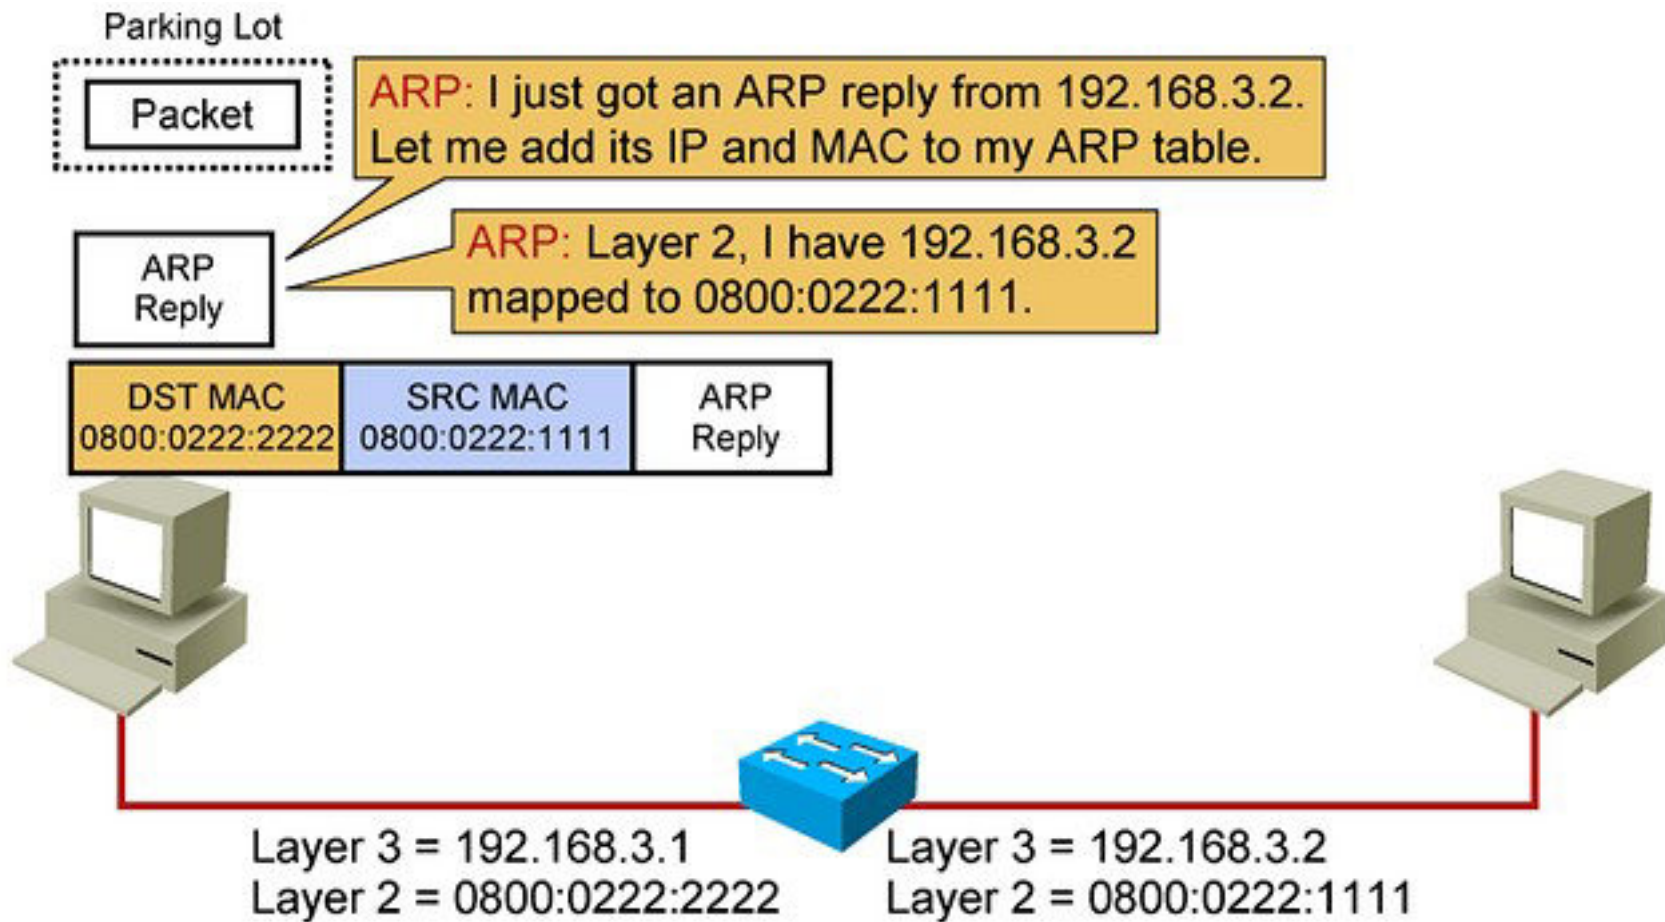 Parking Lot
Packet
ARP: I just got an ARP reply from 192.168.3.2.
Let me add its IP and MAC to my ARP table.
ARP
Reply
ARP: Layer 2, I have 192.168.3.2
mapped to 0800:0222:1111.
DST MAC
0800:0222:2222
SRC MAC
0800:0222:1111
ARP
Reply
Layer 3 = 192.168.3.1
Layer 2 = 0800:0222:2222
Layer 3 = 192.168.3.2
Layer 2 = 0800:0222:1111